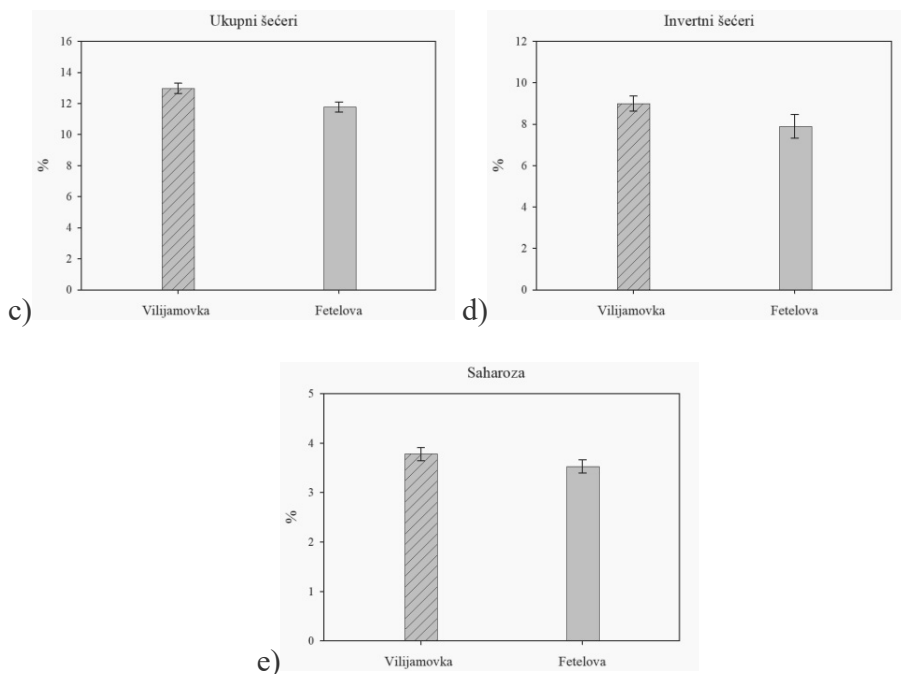 Ukupni šećeri
16
14
12
10
8
6
4
2
0
%
Vilijamovka Fetelova
c)
Invertni šećeri
12
10
8
6
4
2
0
%
Vilijamovka Fetelova
d)
Saharoza
5
4
3
2
1
0
%
Vilijamovka Fetelova
e)